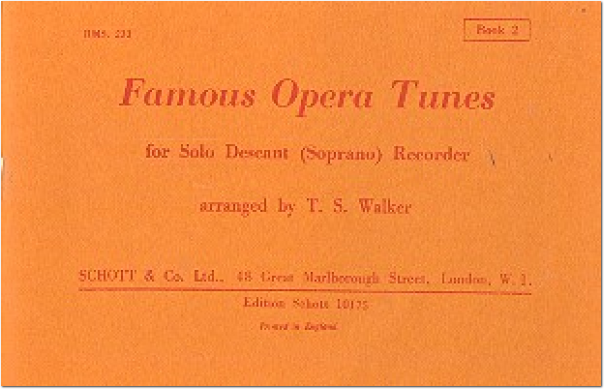 RMS. 233
Book 2
Famous Opera Tunes
for Solo Descant (Soprano) Recorder
arranged by T. S. Walker
SCHOTT & Co. Ltd., 48 Great Marlborough Street, London, W. 1.
Edition Schott 10175
Printed in England